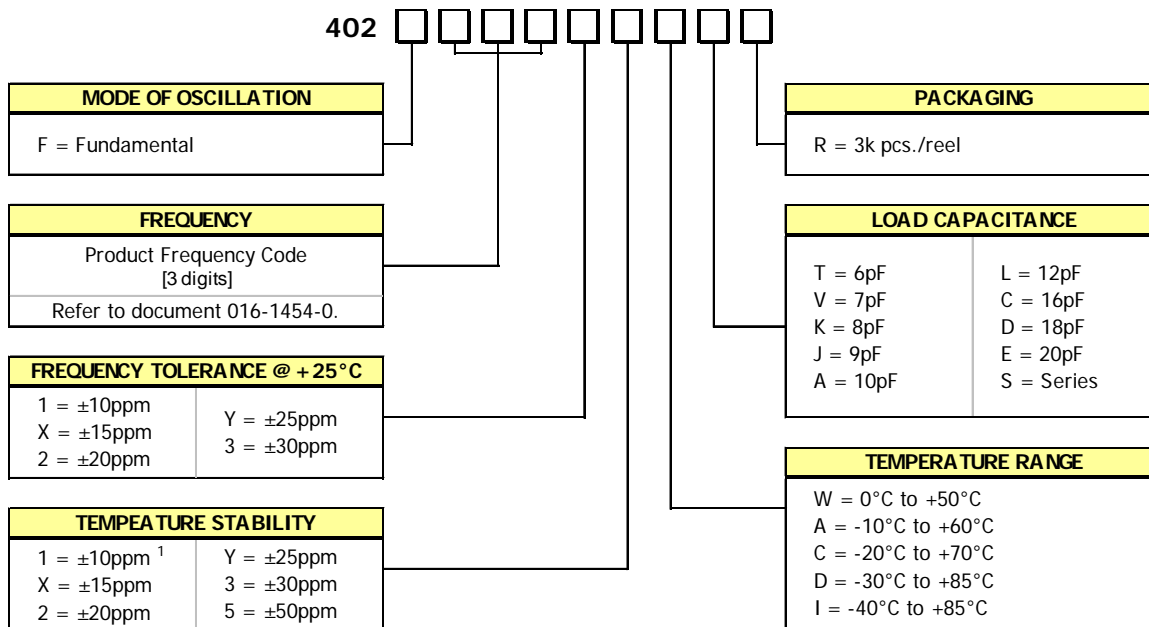 402
MODE OF OSCILLATION
F = Fundamental
FREQUENCY
Product Frequency Code
[3 digits]
Refer to document 016-1454-0.
FREQUENCY TOLERANCE @ +25°C
1 = ±10ppm
X = ±15ppm
2 = ±20ppm
Y = ±25ppm
3 = ±30ppm
TEMPEATURE STABILITY
1 = ±10ppm 1
X = ±15ppm
2 = ±20ppm
Y = ±25ppm
3 = ±30ppm
5 = ±50ppm
PACKAGING
R = 3k pcs./reel
LOAD CAPACITANCE
T = 6pF
V = 7pF
K = 8pF
J = 9pF
A = 10pF
L = 12pF
C = 16pF
D = 18pF
E = 20pF
S = Series
TEMPERATURE RANGE
W = 0°C to +50°C
A = -10°C to +60°C
C = -20°C to +70°C
D = -30°C to +85°C
I = -40°C to +85°C